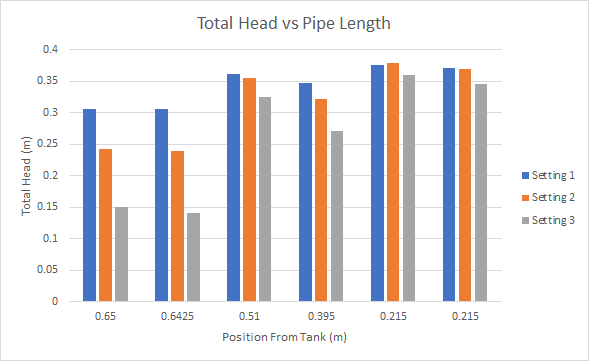 Total Head vs Pipe Length
0.4
0.35
0.3
0.25
0.2
0.15
0.1
0.05
0
Total Head (m)
0.65 0.6425 0.51 0.395 0.215 0.215
Position From Tank (m)
Setting 1
Setting 2
Setting 3